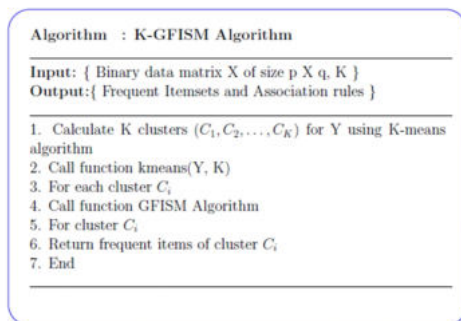 Algorithm : K-GFISM Algorithm
Input: { Binary data matrix X of size p X q, K }
Output:{ Frequent Itemsets and Association rules }
1. Calculate K clusters (C₁, C₂, . . . , C_K) for Y using K-means
algorithm
2. Call function kmeans(Y, K)
3. For each cluster Cᵢ
4. Call function GFISM Algorithm
5. For cluster Cᵢ
6. Return frequent items of cluster Cᵢ
7. End